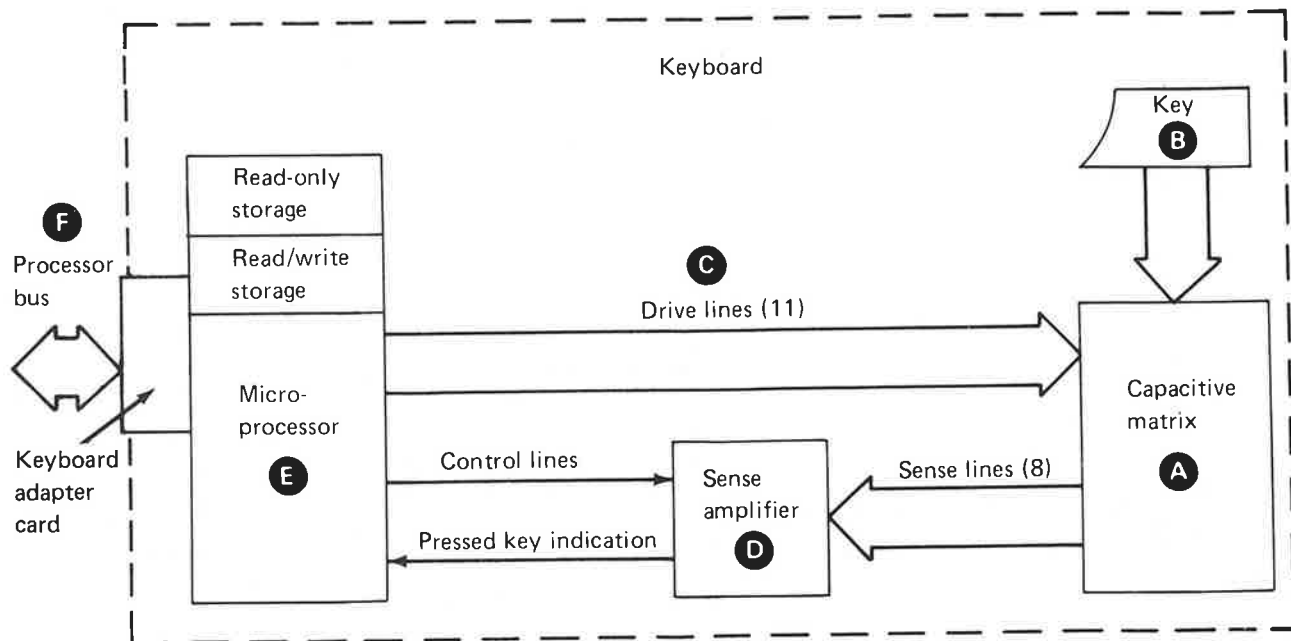 Keyboard
Key
B
Read-only
storage
F
Processor
bus
Read/write
storage
C
Drive lines (11)
Micro-
processor
E
Capacitive
matrix
A
Keyboard
adapter
card
Control lines
Sense
amplifier
D
Sense lines (8)
Pressed key indication